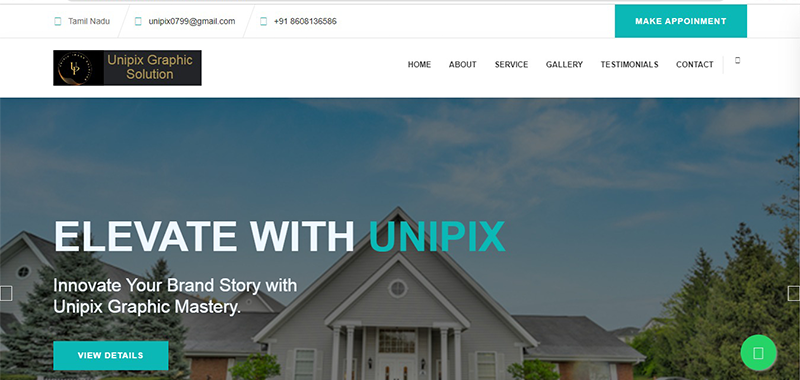 Tamil Nadu
unipix0799@gmail.com
+91 8608136586
MAKE APPOINMENT
UP
Unipix Graphic
Solution
HOME
ABOUT
SERVICE
GALLERY
TESTIMONIALS
CONTACT
ELEVATE WITH UNIPIX
Innovate Your Brand Story with
Unipix Graphic Mastery.
VIEW DETAILS